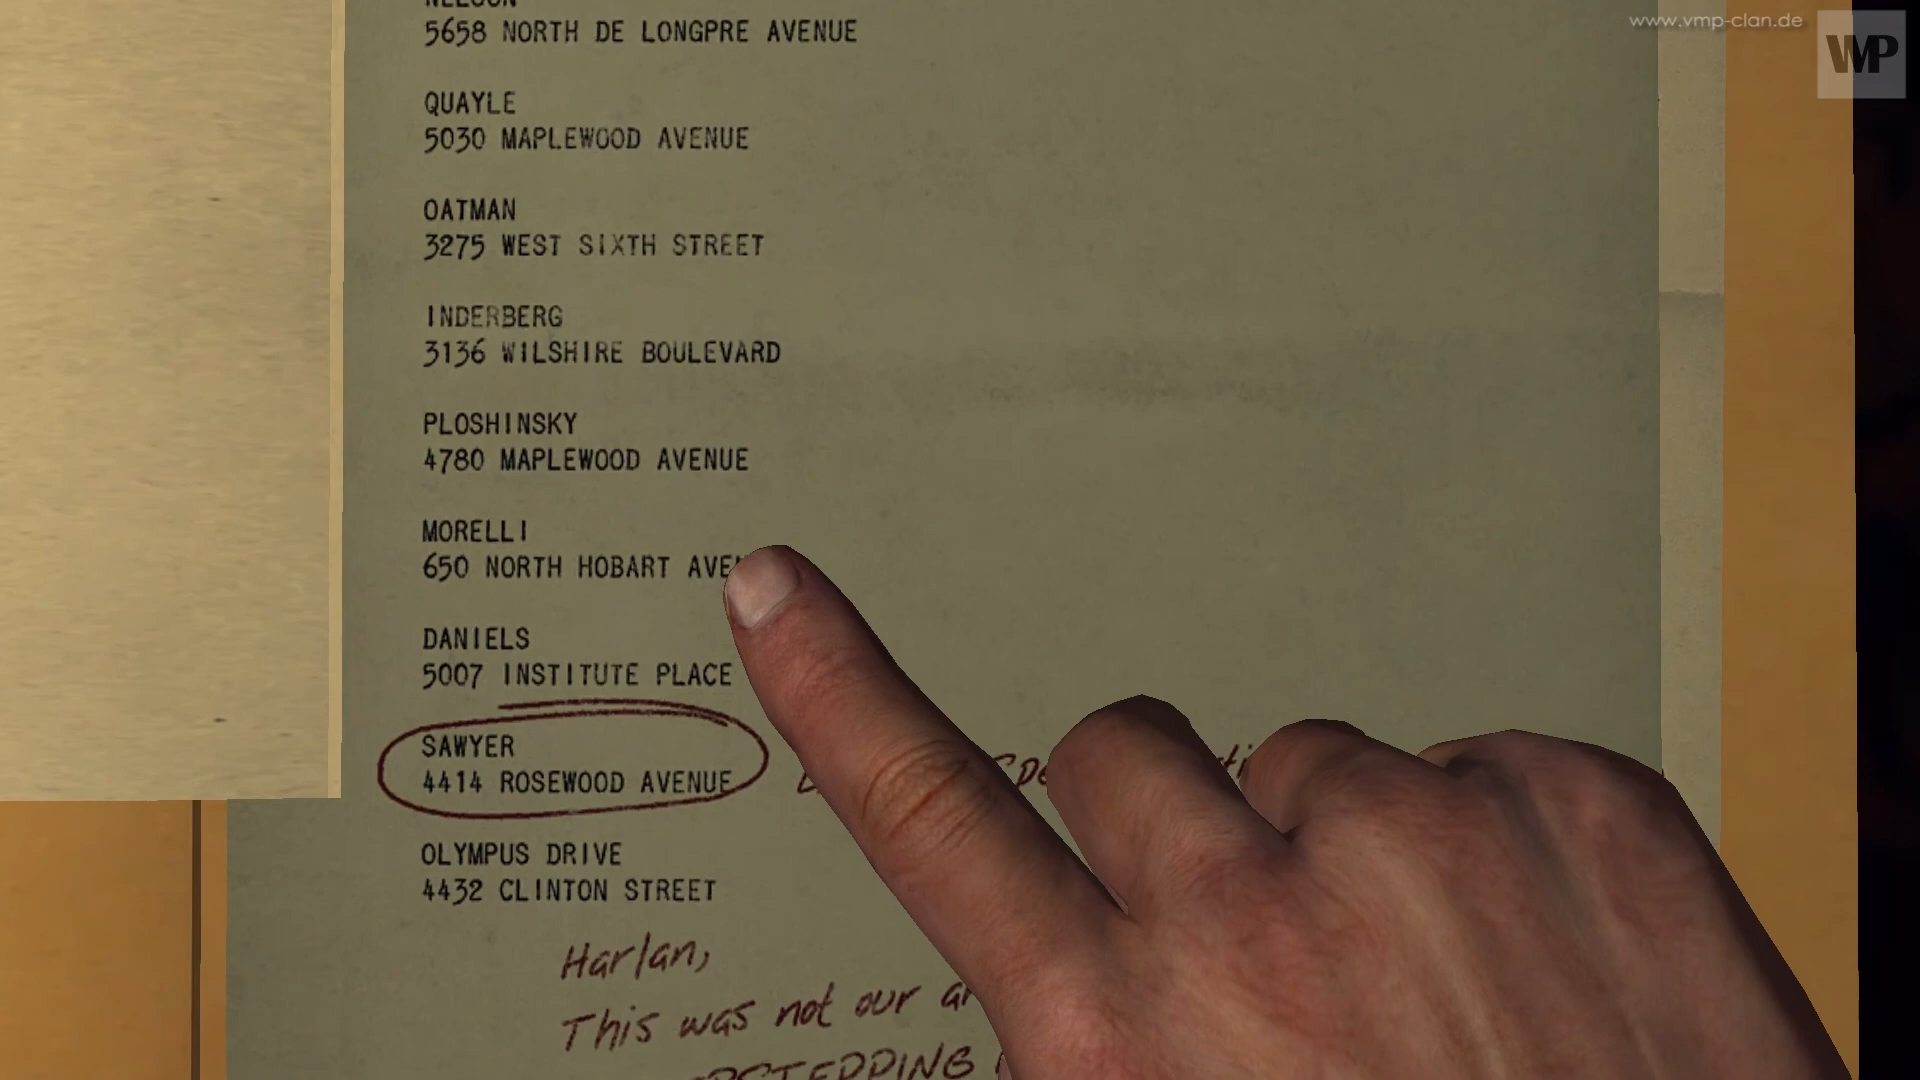 www.vmp-clan.de
VMP
5658 NORTH DE LONGPRE AVENUE
QUAYLE
5030 MAPLEWOOD AVENUE
OATMAN
3275 WEST SIXTH STREET
INDERBERG
3136 WILSHIRE BOULEVARD
PLOSHINSKY
4780 MAPLEWOOD AVENUE
MORELLI
650 NORTH HOBART
DANIELS
5007 INSTITUTE PLACE
SAWYER
4414 ROSEWOOD AVENUE
OLYMPUS DRIVE
4432 CLINTON STREET
Harlan,
This was not our